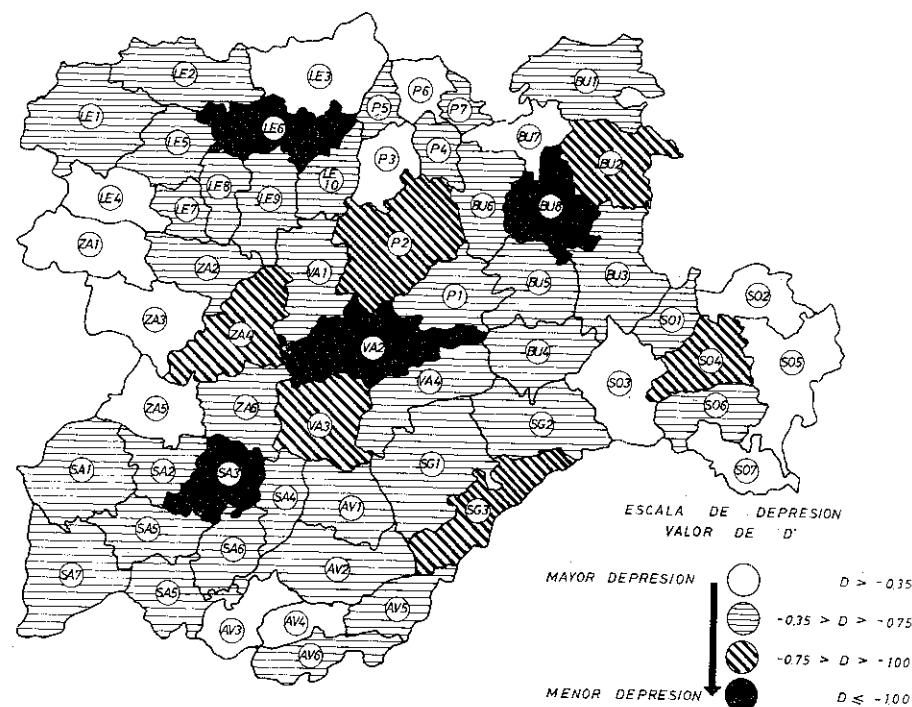 LE3
LE2
BU1
P6
P5
P7
LE1
LE6
BU7
LE5
P4
P3
BU2
LE
10
LE8
LE9
LE4
LE7
BU6
BU8
ZA1
P2
ZA2
VA1
BU3
BU5
P1
SO2
ZA3
SO1
ZA4
VA2
BU4
SO4
SO5
VA4
SO3
ZA5
ZA6
SO6
VA3
SG2
SA1
SA2
SA3
SG1
SO7
SA4
AV1
SG3
SA5
SA6
SA7
AV2
SA5
AV5
AV3
AV4
AV6
ESCALA DE DEPRESION
VALOR DE 'D'
MAYOR DEPRESION
D > -0.35
-0.35 > D > -0.75
-0.75 > D > -1.00
MENOR DEPRESION
D ≤ -1.00